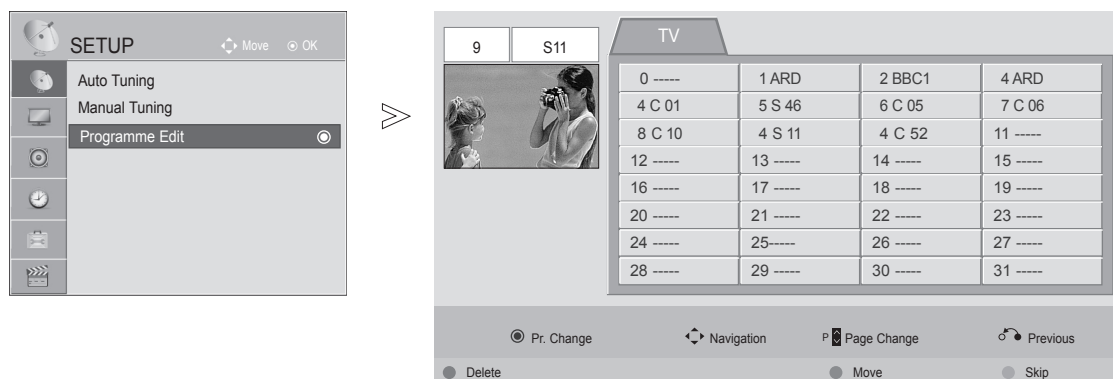 SETUP Move OK
Auto Tuning
Manual Tuning
Programme Edit
9 S11
TV
0 ----- 1 ARD 2 BBC1 4 ARD
4 C 01 5 S 46 6 C 05 7 C 06
8 C 10 4 S 11 4 C 52 11 -----
12 ----- 13 ----- 14 ----- 15 -----
16 ----- 17 ----- 18 ----- 19 -----
20 ----- 21 ----- 22 ----- 23 -----
24 ----- 25----- 26 ----- 27 -----
28 ----- 29 ----- 30 ----- 31 -----
Pr. Change Navigation P Page Change Previous
Delete Move Skip